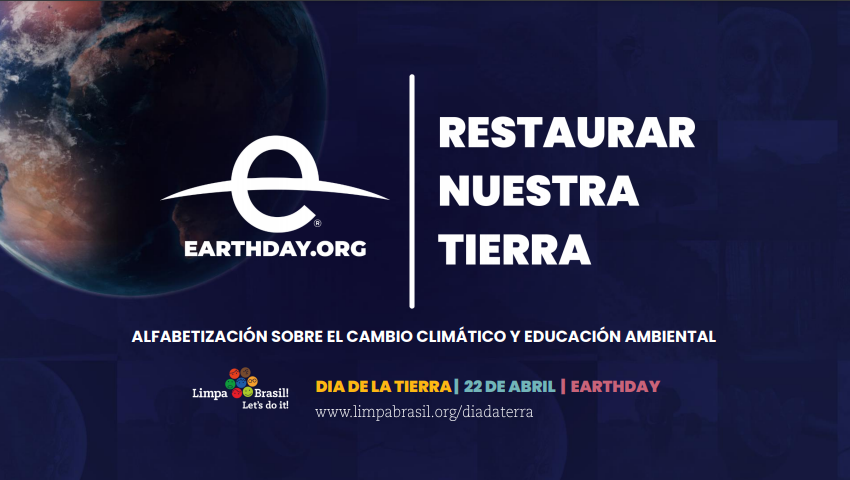 e®
EARTHDAY.ORG
RESTAURAR
NUESTRA
TIERRA
ALFABETIZACIÓN SOBRE EL CAMBIO CLIMÁTICO Y EDUCACIÓN AMBIENTAL
Limpa Brasil!
Let's do it!
DIA DE LA TIERRA | 22 DE ABRIL | EARTHDAY
www.limpabrasil.org/diadaterra